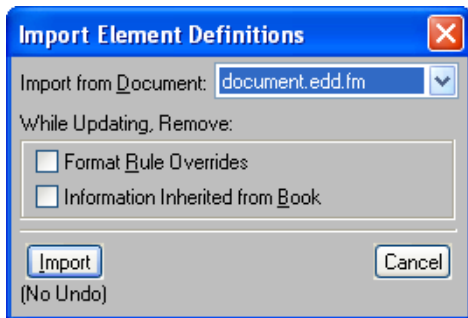 Import Element Definitions
Import from Document: document.edd.fm
While Updating, Remove:
Format Rule Overrides
Information Inherited from Book
Import Cancel
(No Undo)